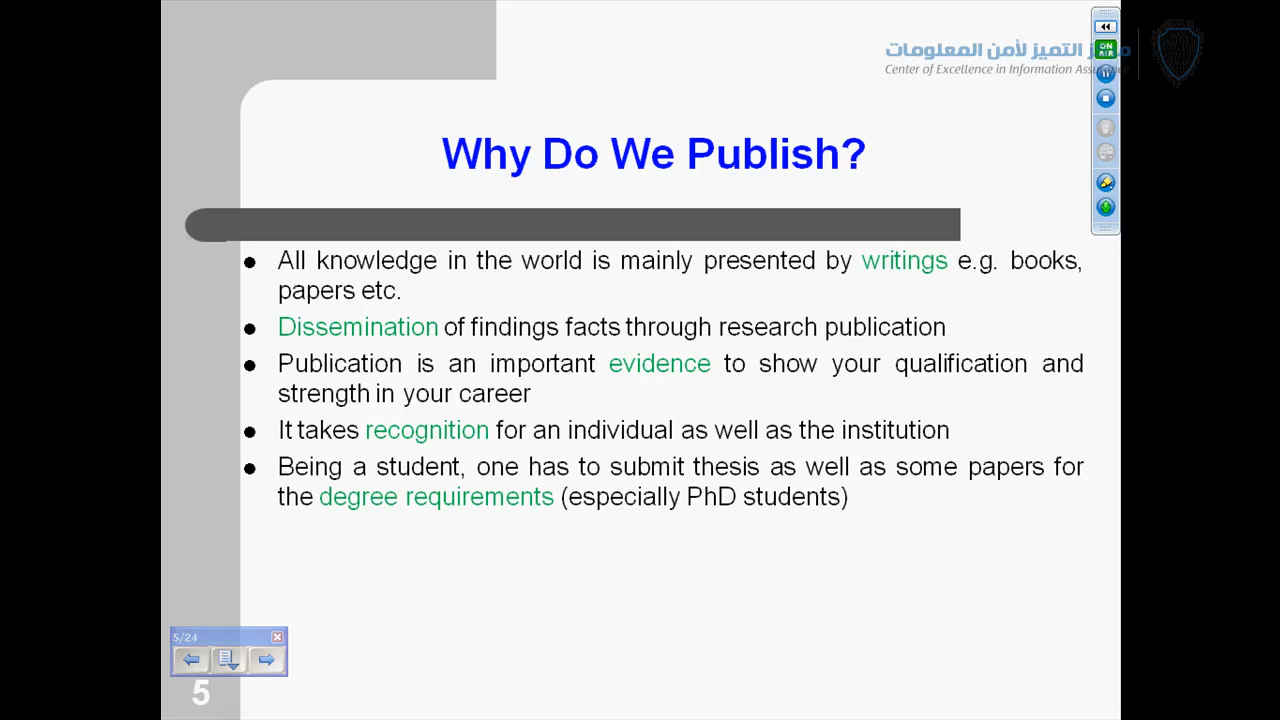 مركز التميز لأمن المعلومات
Center of Excellence in Information Assurance
ON AIR
Why Do We Publish?
All knowledge in the world is mainly presented by writings e.g. books,
papers etc.
Dissemination of findings facts through research publication
Publication is an important evidence to show your qualification and
strength in your career
It takes recognition for an individual as well as the institution
Being a student, one has to submit thesis as well as some papers for
the degree requirements (especially PhD students)
5/24
5